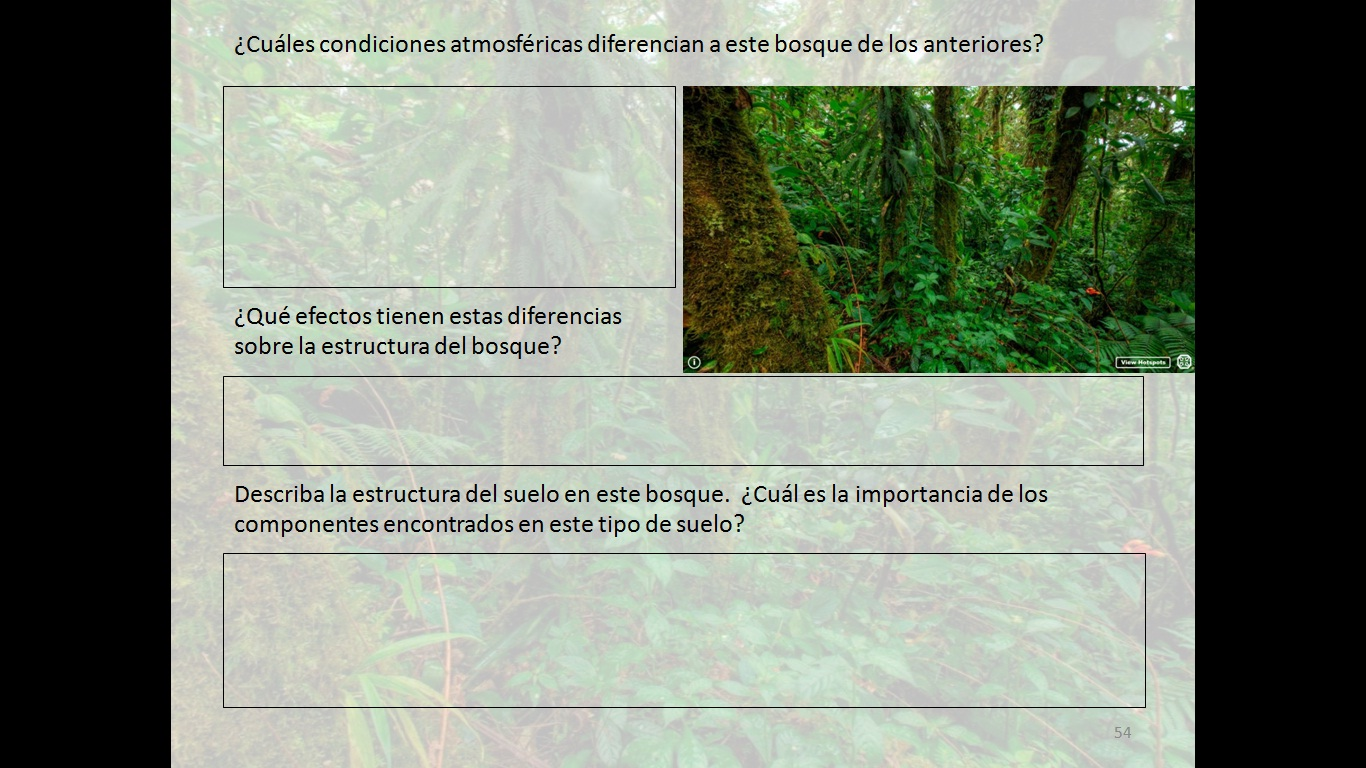 ¿Cuáles condiciones atmosféricas diferencian a este bosque de los anteriores?
¿Qué efectos tienen estas diferencias
sobre la estructura del bosque?
i
View Hotspots
Describa la estructura del suelo en este bosque.  ¿Cuál es la importancia de los
componentes encontrados en este tipo de suelo?
54